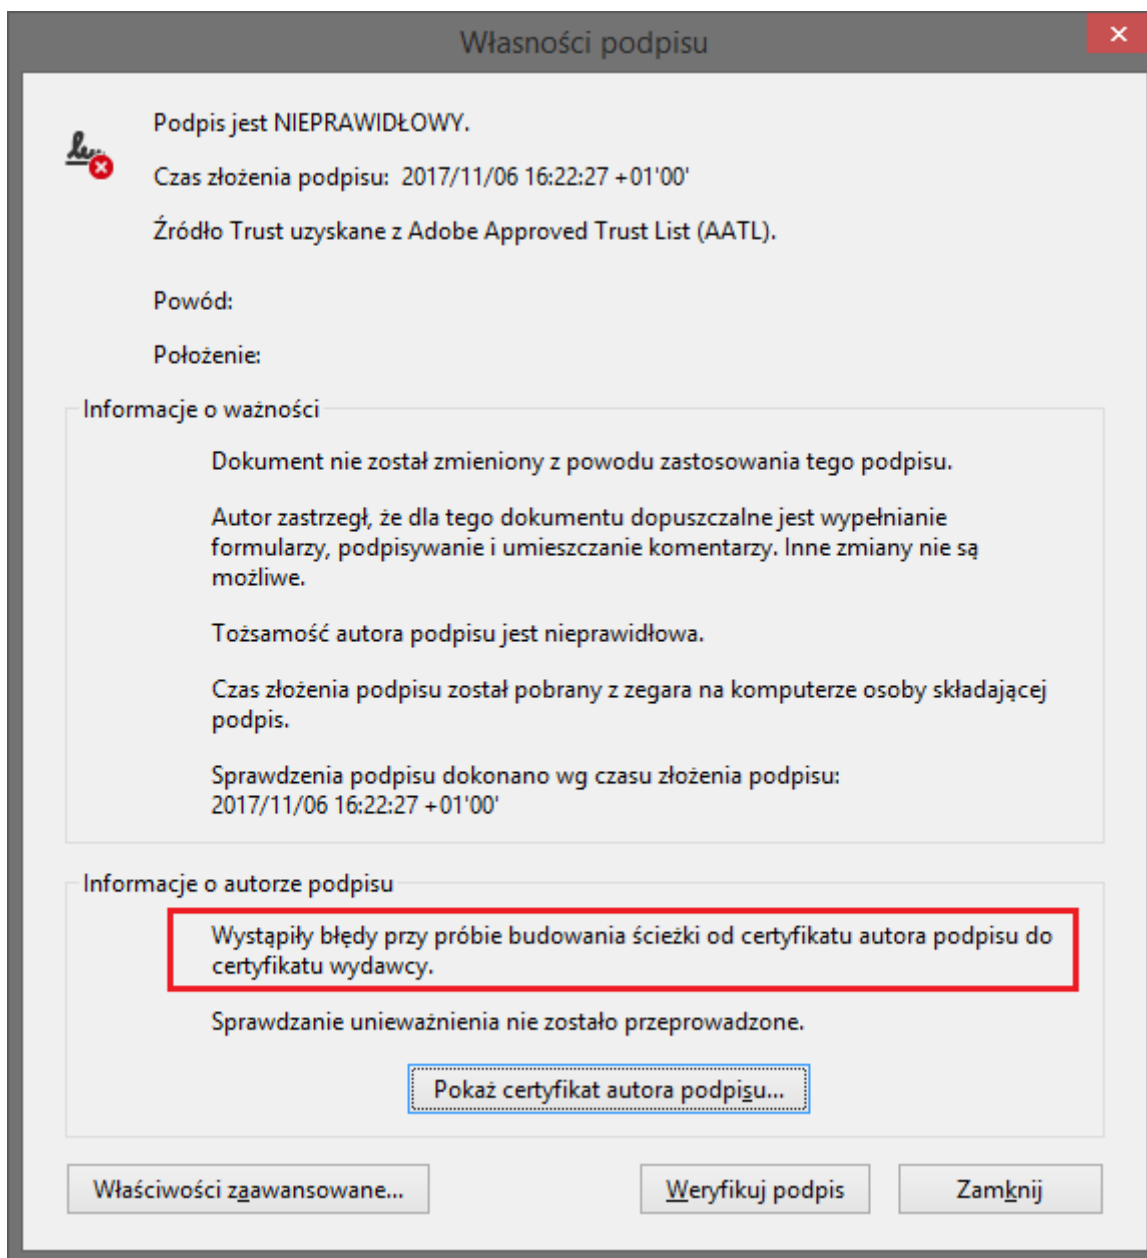 Własności podpisu
Podpis jest NIEPRAWIDŁOWY.
Czas złożenia podpisu: 2017/11/06 16:22:27 +01'00'
Źródło Trust uzyskane z Adobe Approved Trust List (AATL).
Powód:
Położenie:
Informacje o ważności
Dokument nie został zmieniony z powodu zastosowania tego podpisu.
Autor zastrzegł, że dla tego dokumentu dopuszczalne jest wypełnianie
formularzy, podpisywanie i umieszczanie komentarzy. Inne zmiany nie są
możliwe.
Tożsamość autora podpisu jest nieprawidłowa.
Czas złożenia podpisu został pobrany z zegara na komputerze osoby składającej
podpis.
Sprawdzenia podpisu dokonano wg czasu złożenia podpisu:
2017/11/06 16:22:27 +01'00'
Informacje o autorze podpisu
Wystąpiły błędy przy próbie budowania ścieżki od certyfikatu autora podpisu do
certyfikatu wydawcy.
Sprawdzanie unieważnienia nie zostało przeprowadzone.
Pokaż certyfikat autora podpisu...
Właściwości zaawansowane...
Weryfikuj podpis
Zamknij